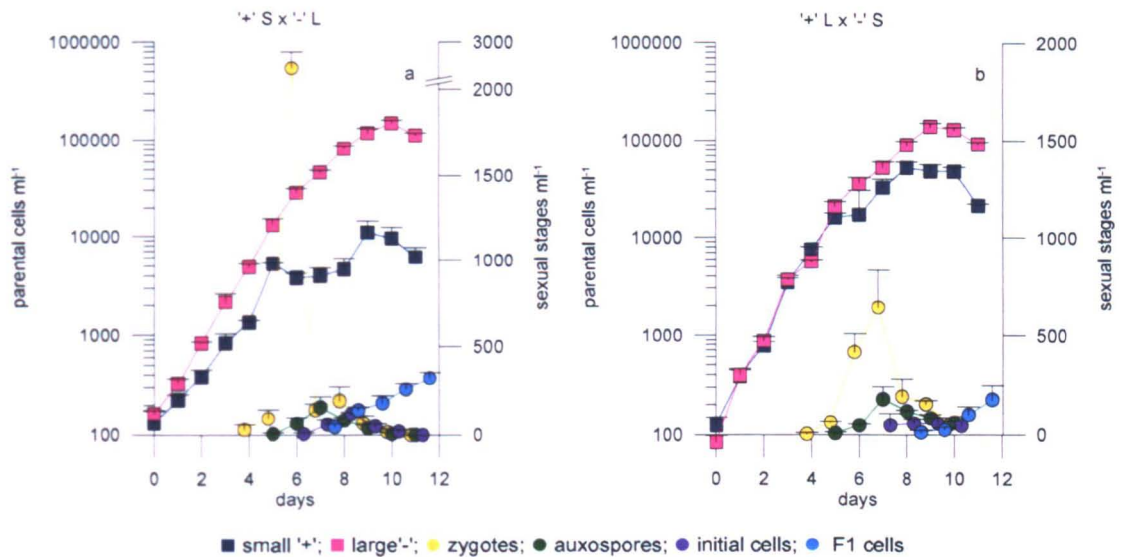 '+' S x '-' L
'+' L x '-' S
1000000
100000
10000
1000
100
parental cells ml-1
3000
2000
1500
1000
500
0
sexual stages ml-1
a
0 2 4 6 8 10 12
days
1000000
100000
10000
1000
100
parental cells ml-1
2000
1500
1000
500
0
sexual stages ml-1
b
0 2 4 6 8 10 12
days
small '+'; large'-'; zygotes; auxospores; initial cells; F1 cells